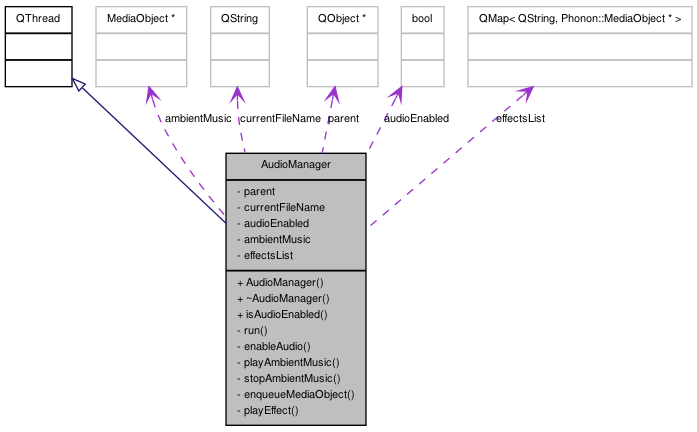 QThread
MediaObject *
QString
QObject *
bool
QMap< QString, Phonon::MediaObject * >
ambientMusic
currentFileName
parent
audioEnabled
effectsList
AudioManager
- parent
- currentFileName
- audioEnabled
- ambientMusic
- effectsList
+ AudioManager()
+ ~AudioManager()
+ isAudioEnabled()
- run()
- enableAudio()
- playAmbientMusic()
- stopAmbientMusic()
- enqueueMediaObject()
- playEffect()